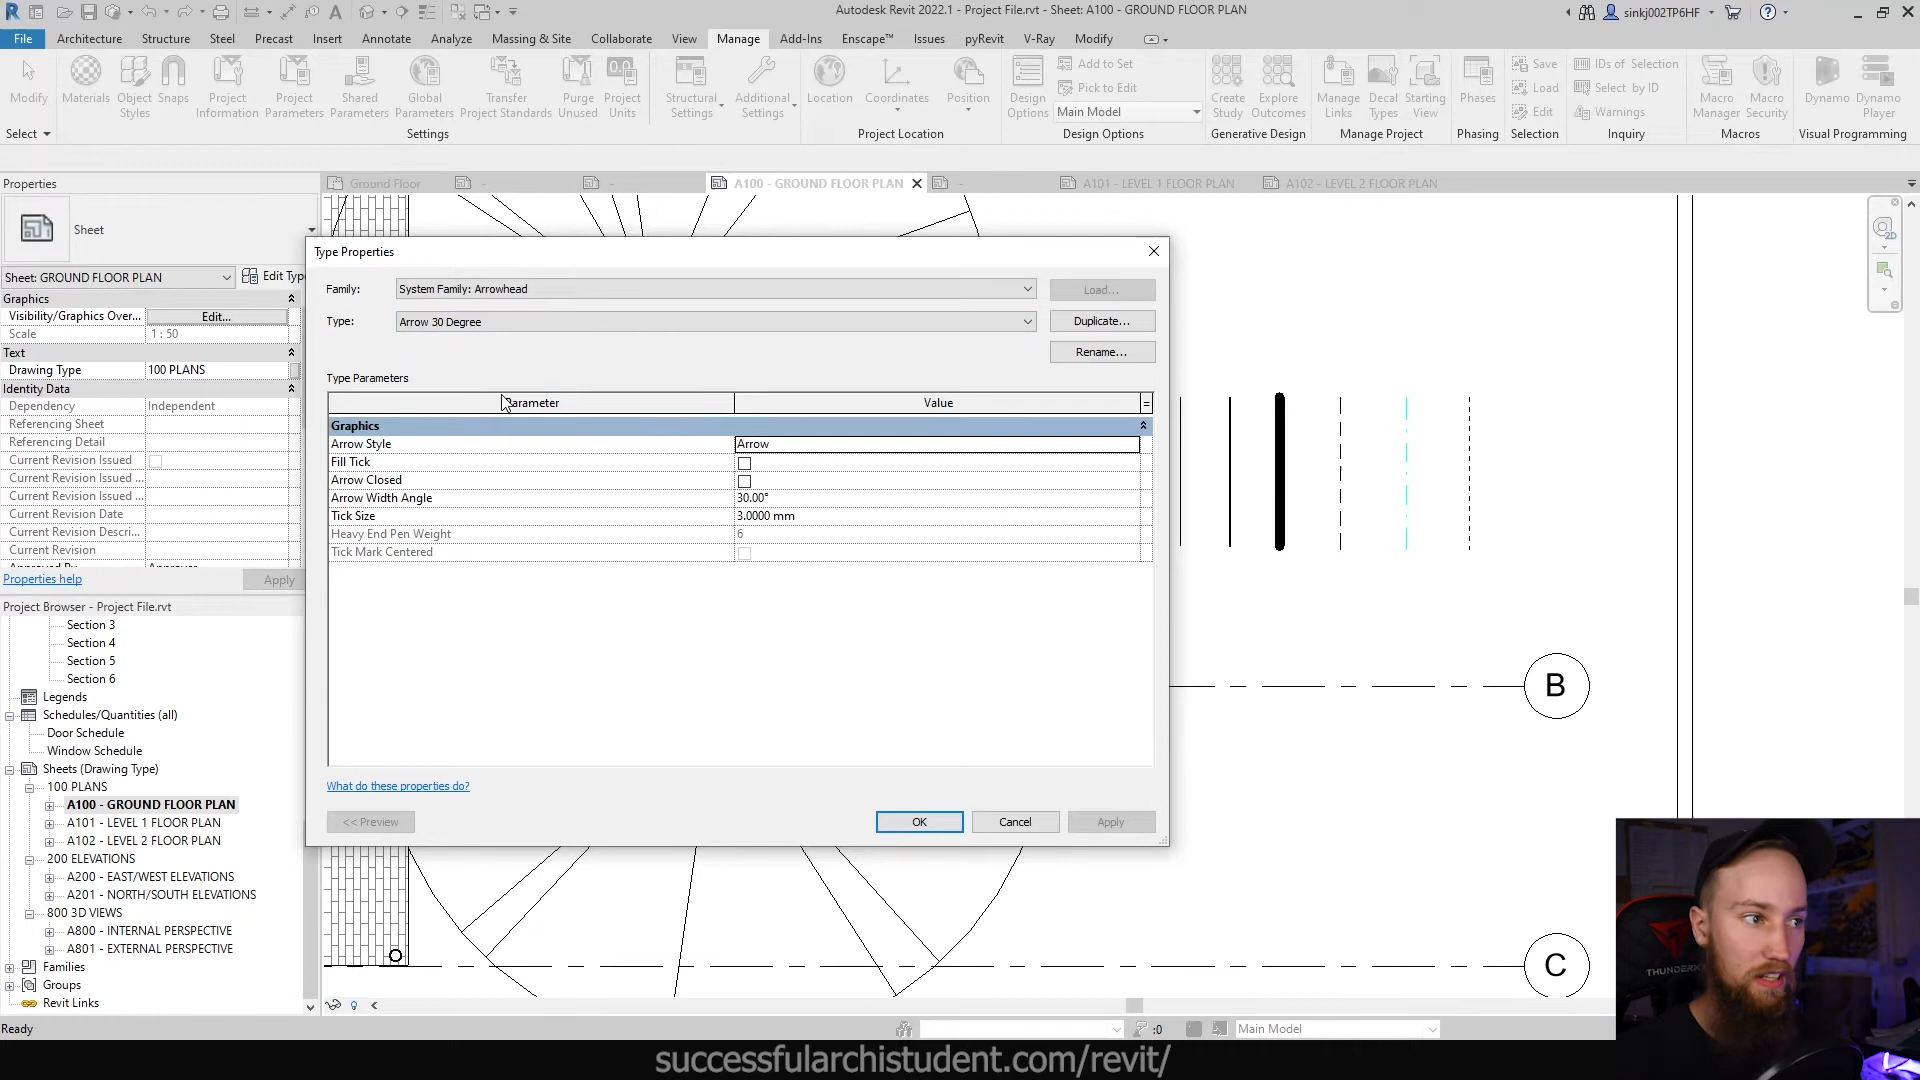 Autodesk Revit 2022.1 - Project File.rvt - Sheet: A100 - GROUND FLOOR PLAN
sinkj002TP6HF
File Architecture Structure Steel Precast Insert Annotate Analyze Massing & Site Collaborate View Manage Add-Ins Enscape™ Issues pyRevit V-Ray Modify
Modify
Materials
Object Styles
Snaps
Project Information
Project Parameters
Shared Parameters
Global Parameters
Transfer Project Standards
Purge Unused
Project Units
Structural Settings
Additional Settings
Location
Coordinates
Position
Design Options
Add to Set
Pick to Edit
Main Model
Create Study
Explore Outcomes
Manage Links
Decal Types
Starting View
Phases
Save
Load
Edit
IDs of Selection
Select by ID
Warnings
Macro Manager
Macro Security
Dynamo
Dynamo Player
Select
Settings
Project Location
Design Options
Generative Design
Manage Project
Phasing
Selection
Inquiry
Macros
Visual Programming
Properties
Ground Floor
-
-
A100 - GROUND FLOOR PLAN
-
A101 - LEVEL 1 FLOOR PLAN
A102 - LEVEL 2 FLOOR PLAN
Sheet
Sheet: GROUND FLOOR PLAN
Edit Type
Graphics
Visibility/Graphics Over... Edit...
Scale 1 : 50
Text
Drawing Type 100 PLANS
Identity Data
Dependency Independent
Referencing Sheet
Referencing Detail
Current Revision Issued
Current Revision Issued ...
Current Revision Issued ...
Current Revision Date
Current Revision Descri...
Current Revision
Approved By Approver
Properties help
Apply
Project Browser - Project File.rvt
Section 3
Section 4
Section 5
Section 6
Legends
Schedules/Quantities (all)
Door Schedule
Window Schedule
Sheets (Drawing Type)
100 PLANS
A100 - GROUND FLOOR PLAN
A101 - LEVEL 1 FLOOR PLAN
A102 - LEVEL 2 FLOOR PLAN
200 ELEVATIONS
A200 - EAST/WEST ELEVATIONS
A201 - NORTH/SOUTH ELEVATIONS
800 3D VIEWS
A800 - INTERNAL PERSPECTIVE
A801 - EXTERNAL PERSPECTIVE
Families
Groups
Revit Links
Type Properties
Family: System Family: Arrowhead Load...
Type: Arrow 30 Degree Duplicate...
Rename...
Type Parameters
Parameter Value =
Graphics
Arrow Style Arrow
Fill Tick
Arrow Closed
Arrow Width Angle 30.00°
Tick Size 3.0000 mm
Heavy End Pen Weight 6
Tick Mark Centered
What do these properties do?
<< Preview OK Cancel Apply
2D
B
C
Ready
:0
Main Model
THUNDERX
successfularchistudent.com/revit/